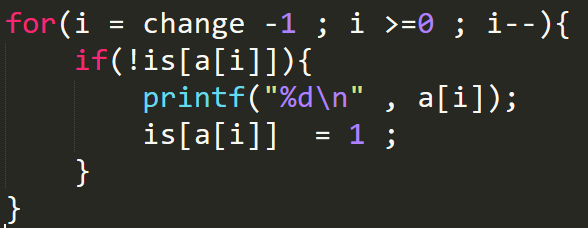 for(i = change -1 ; i >=0 ; i--){
    if(!is[a[i]]){
        printf("%d\n" , a[i]);
        is[a[i]]  = 1 ;
    }
}